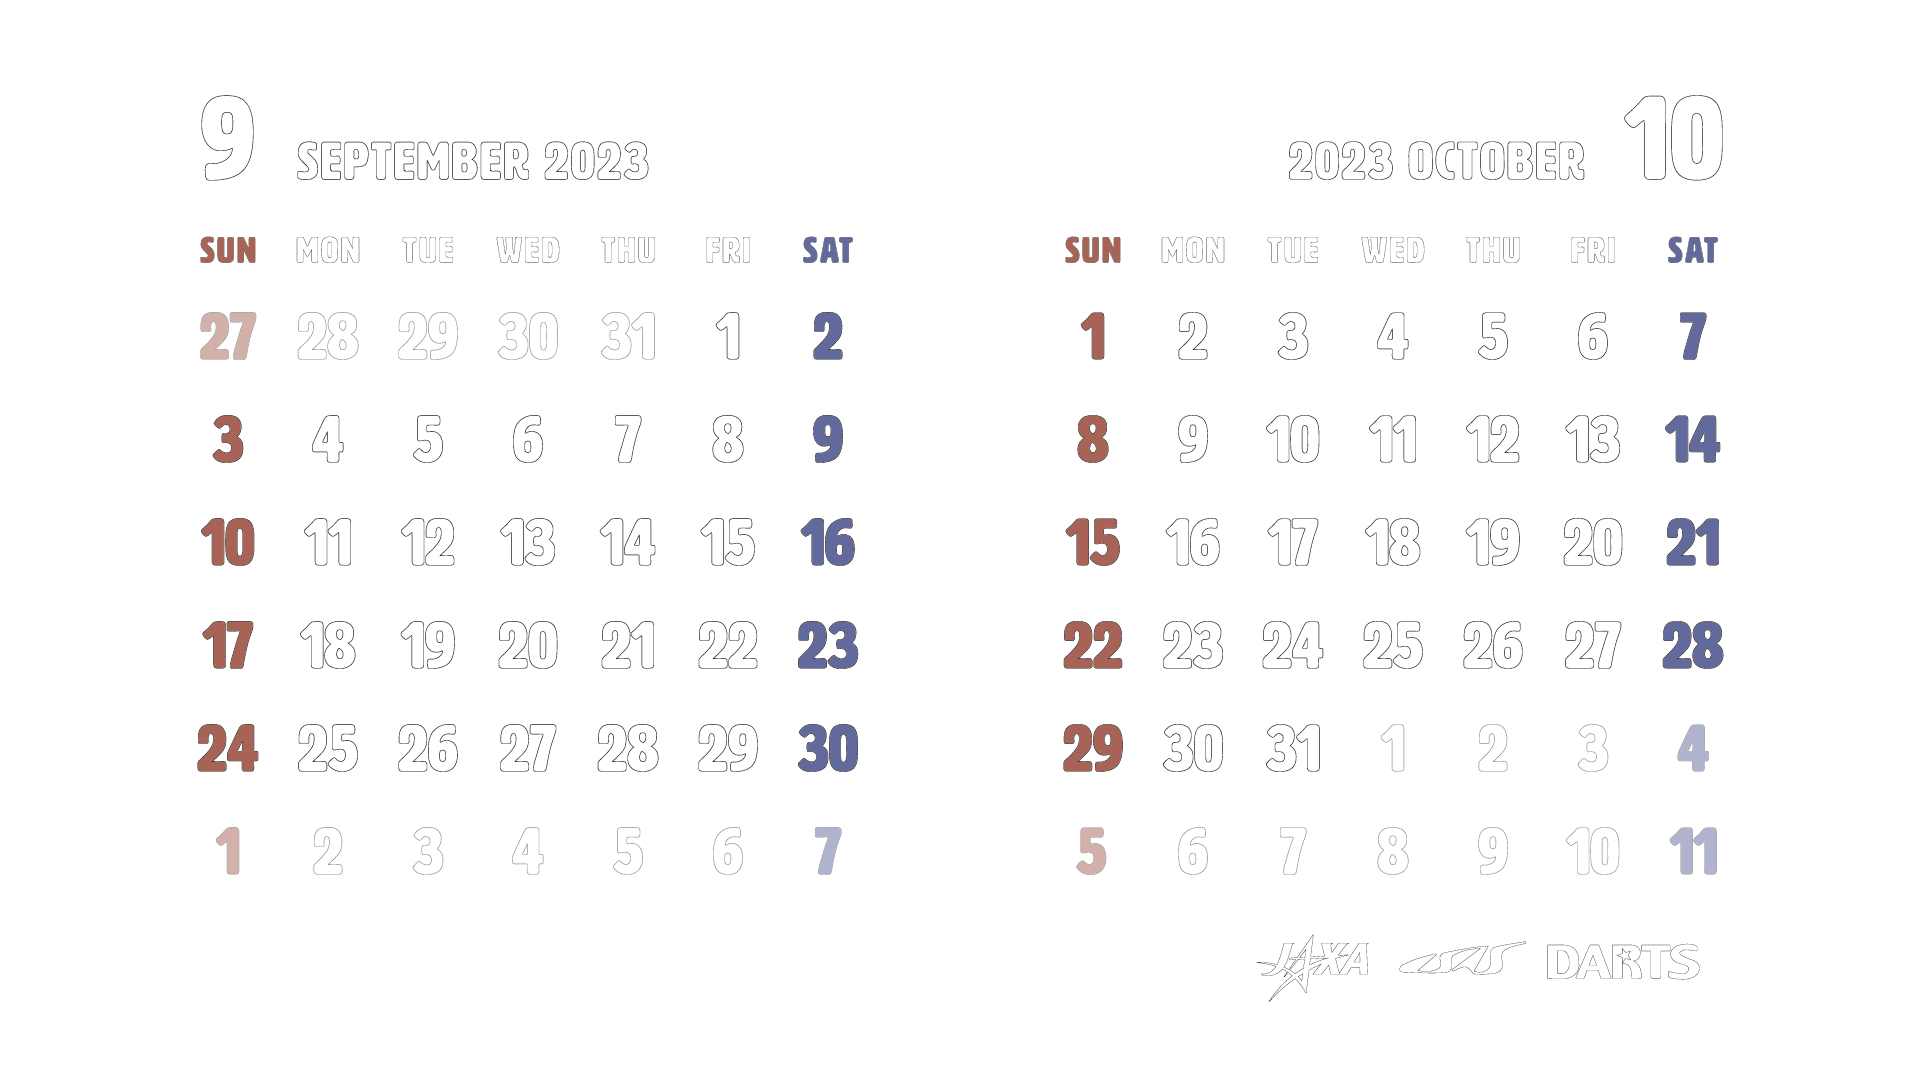 9 SEPTEMBER 2023
SUN MON TUE WED THU FRI SAT
27 28 29 30 31 1 2
3 4 5 6 7 8 9
10 11 12 13 14 15 16
17 18 19 20 21 22 23
24 25 26 27 28 29 30
1 2 3 4 5 6 7
2023 OCTOBER 10
SUN MON TUE WED THU FRI SAT
1 2 3 4 5 6 7
8 9 10 11 12 13 14
15 16 17 18 19 20 21
22 23 24 25 26 27 28
29 30 31 1 2 3 4
5 6 7 8 9 10 11
JAXA ISAS DARTS